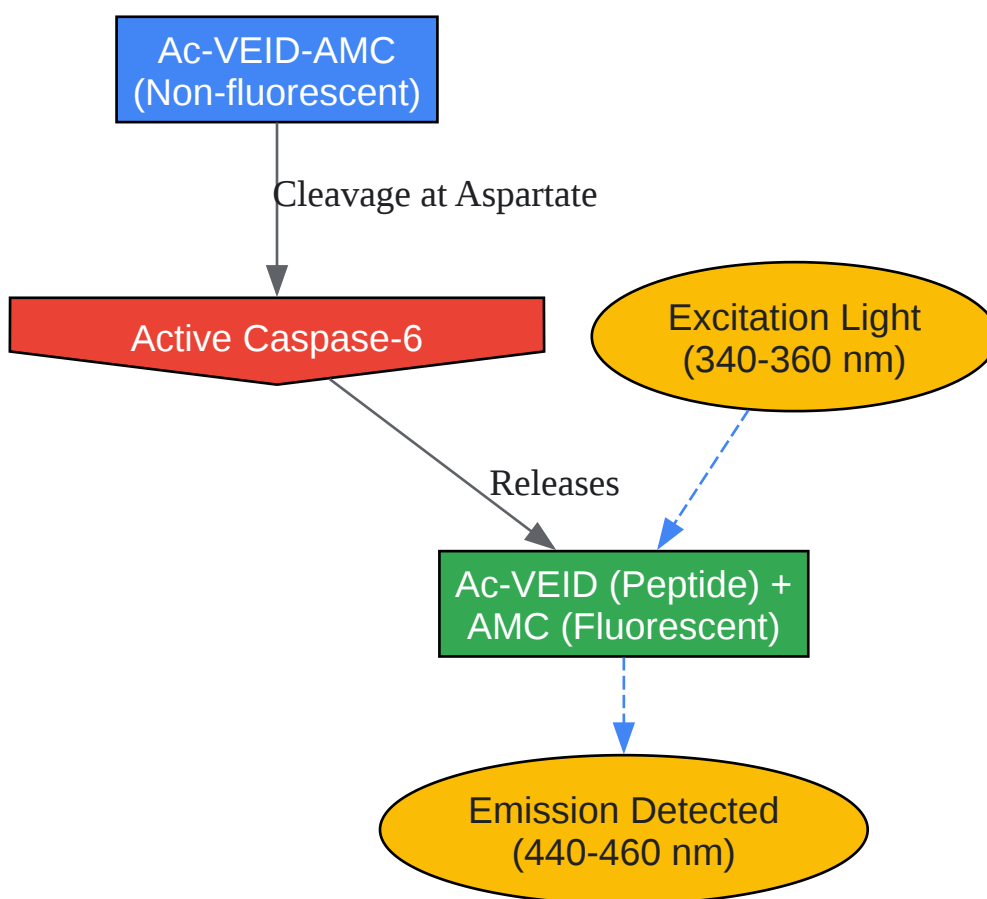 Ac-VEID-AMC
(Non-fluorescent)
Cleavage at Aspartate
Active Caspase-6
Excitation Light
(340-360 nm)
Releases
Ac-VEID (Peptide) +
AMC (Fluorescent)
Emission Detected
(440-460 nm)